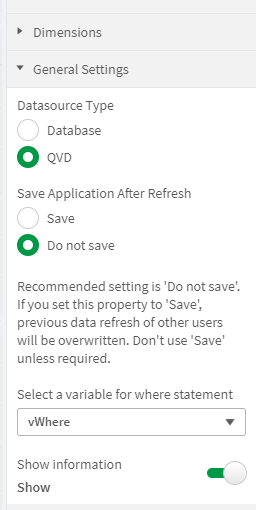 Dimensions
General Settings
Datasource Type
Database
QVD
Save Application After Refresh
Save
Do not save
Recommended setting is 'Do not save'.
If you set this property to 'Save',
previous data refresh of other users
will be overwritten. Don't use 'Save'
unless required.
Select a variable for where statement
vWhere
Show information
Show